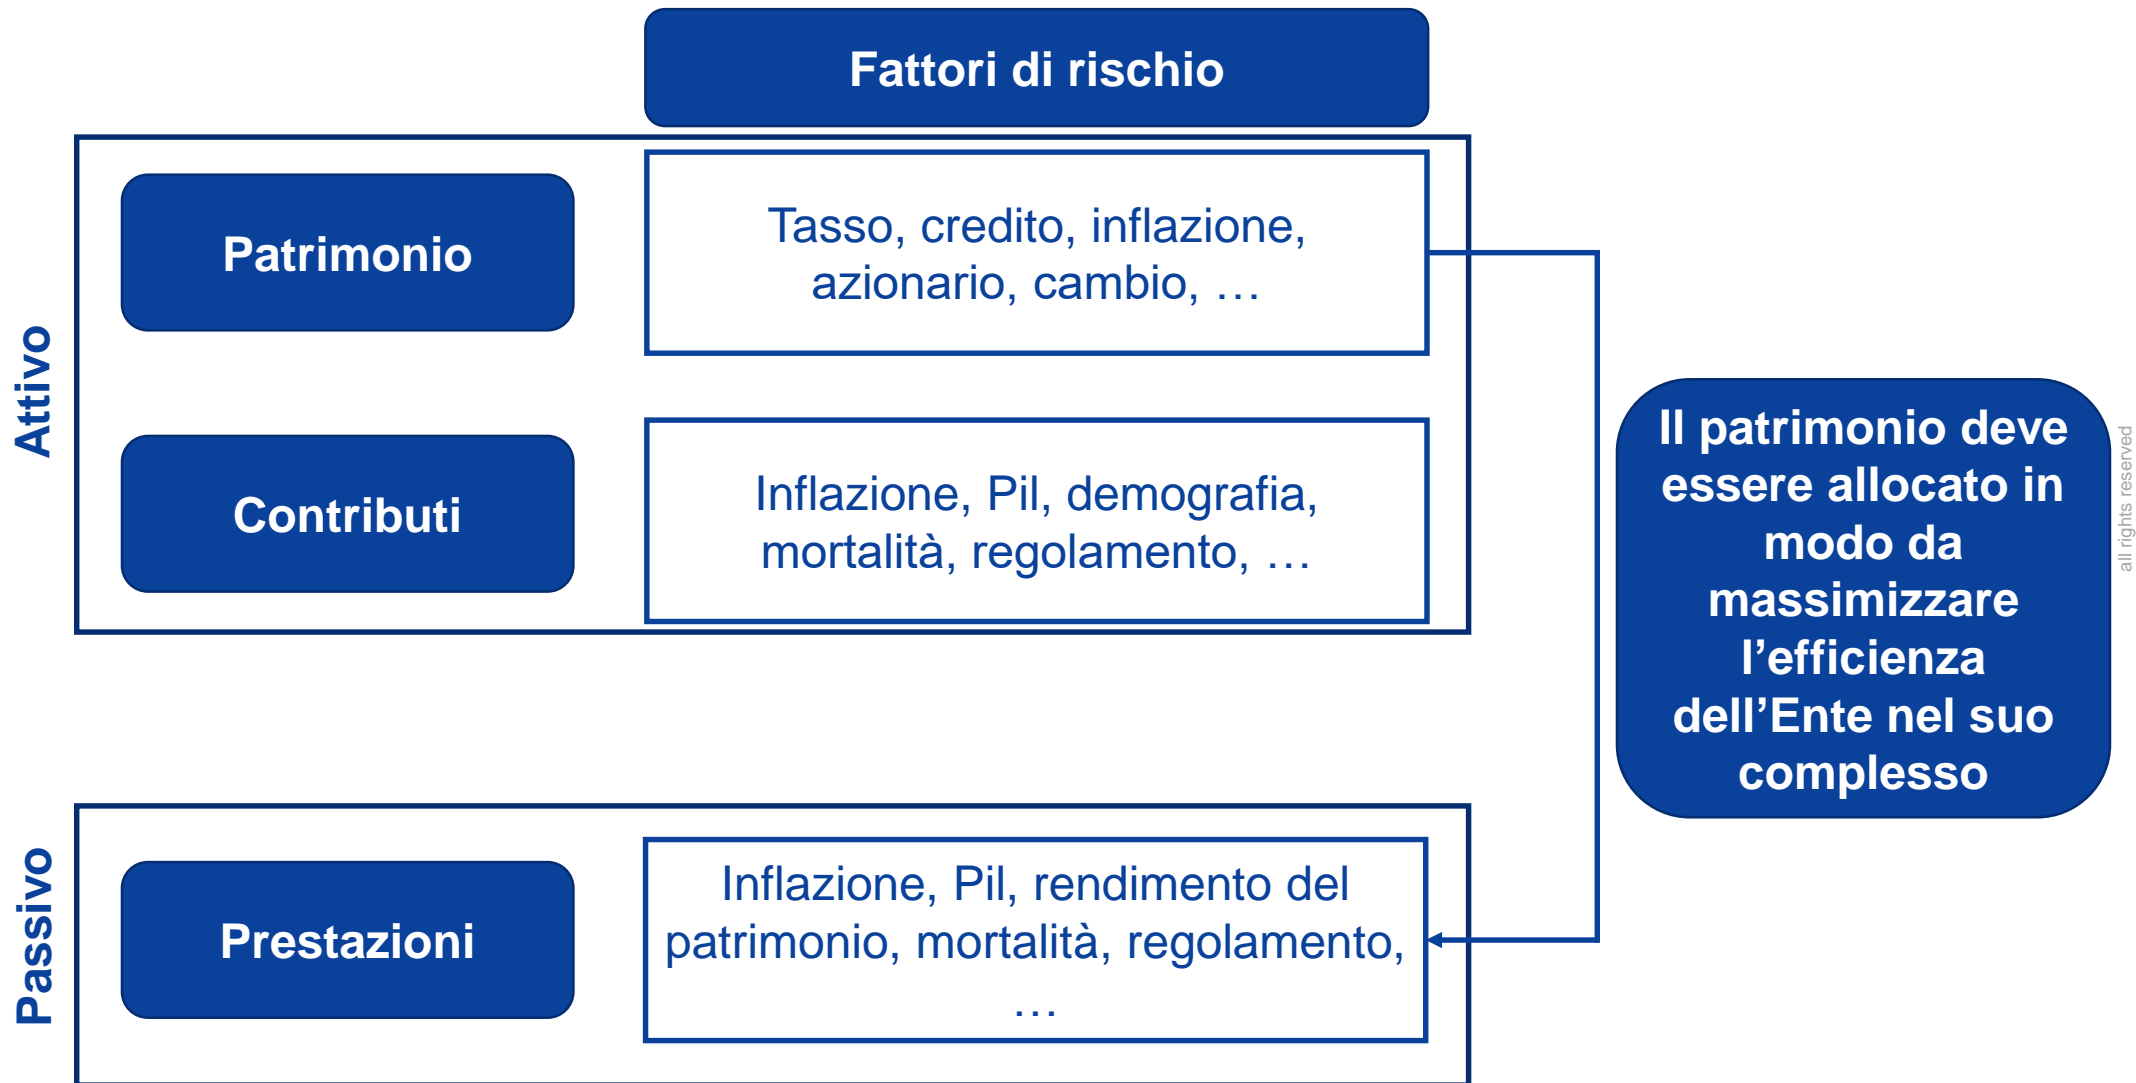 Fattori di rischio
Attivo
Patrimonio
Tasso, credito, inflazione,
azionario, cambio, …
Contributi
Inflazione, Pil, demografia,
mortalità, regolamento, …
Il patrimonio deve
essere allocato in
modo da
massimizzare
l’efficienza
dell’Ente nel suo
complesso
all rights reserved
Passivo
Prestazioni
Inflazione, Pil, rendimento del
patrimonio, mortalità, regolamento,
…